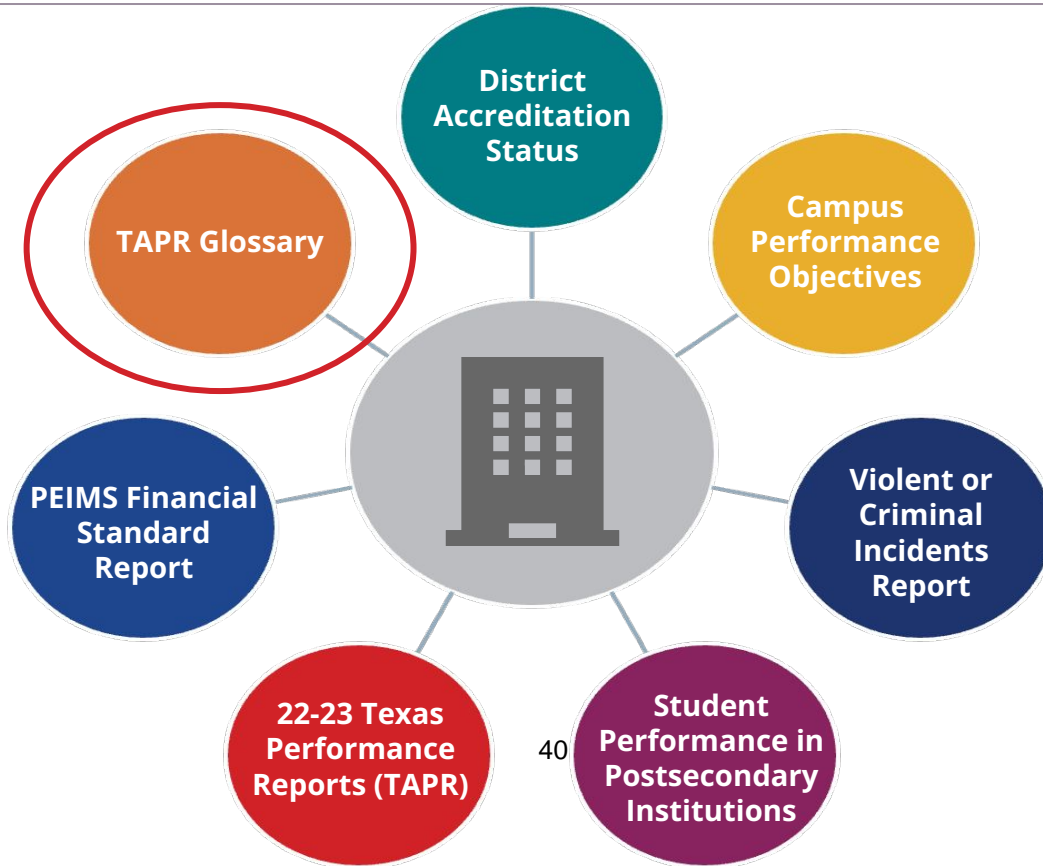 District
Accreditation
Status
Campus
Performance
Objectives
Violent or
Criminal
Incidents
Report
Student
Performance in
Postsecondary
Institutions
40
22-23 Texas
Performance
Reports (TAPR)
PEIMS Financial
Standard
Report
TAPR Glossary